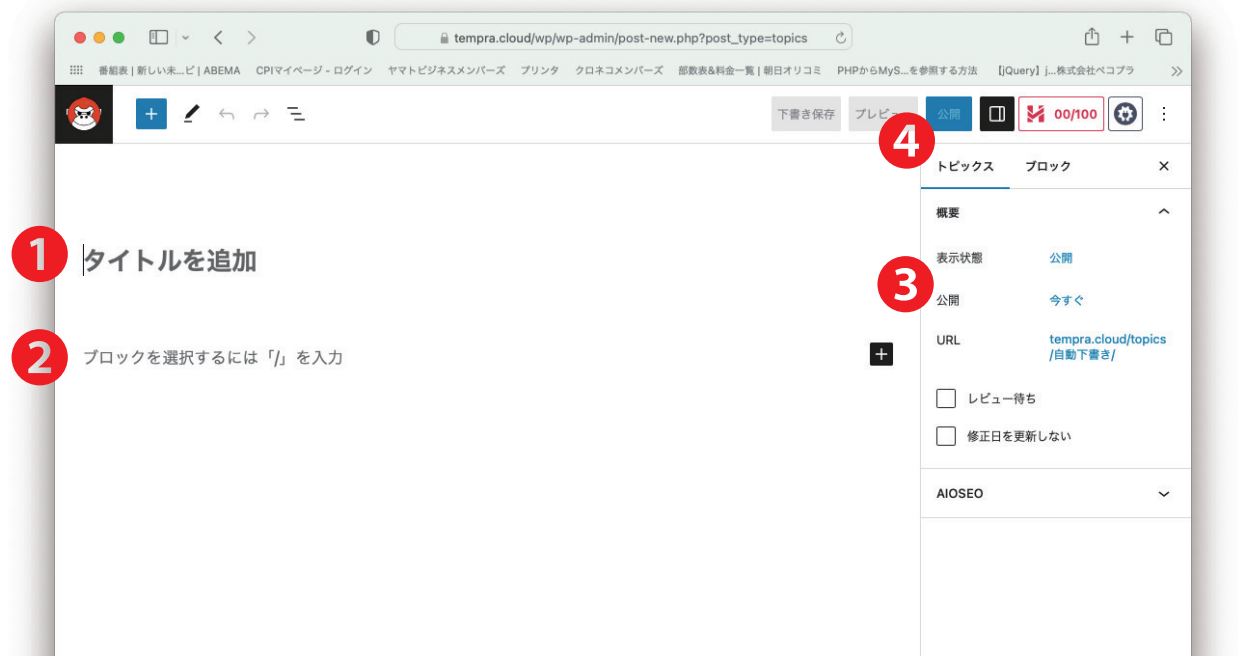 tempra.cloud/wp/wp-admin/post-new.php?post_type=topics
番組表 | 新しい未...ビ | ABEMA CPIマイページ - ログイン ヤマトビジネスメンバーズ プリンタ クロネコメンバーズ 部数表&料金一覧 | 朝日オリコミ PHPからMyS...を参照する方法 【jQuery】j...株式会社ペコプラ
下書き保存 プレビュー 公開 00/100
4
トピックス ブロック
概要
1 タイトルを追加
表示状態 公開
3
公開 今すぐ
URL tempra.cloud/topics
/自動下書き/
2 ブロックを選択するには「/」を入力
レビュー待ち
修正日を更新しない
AIOSEO